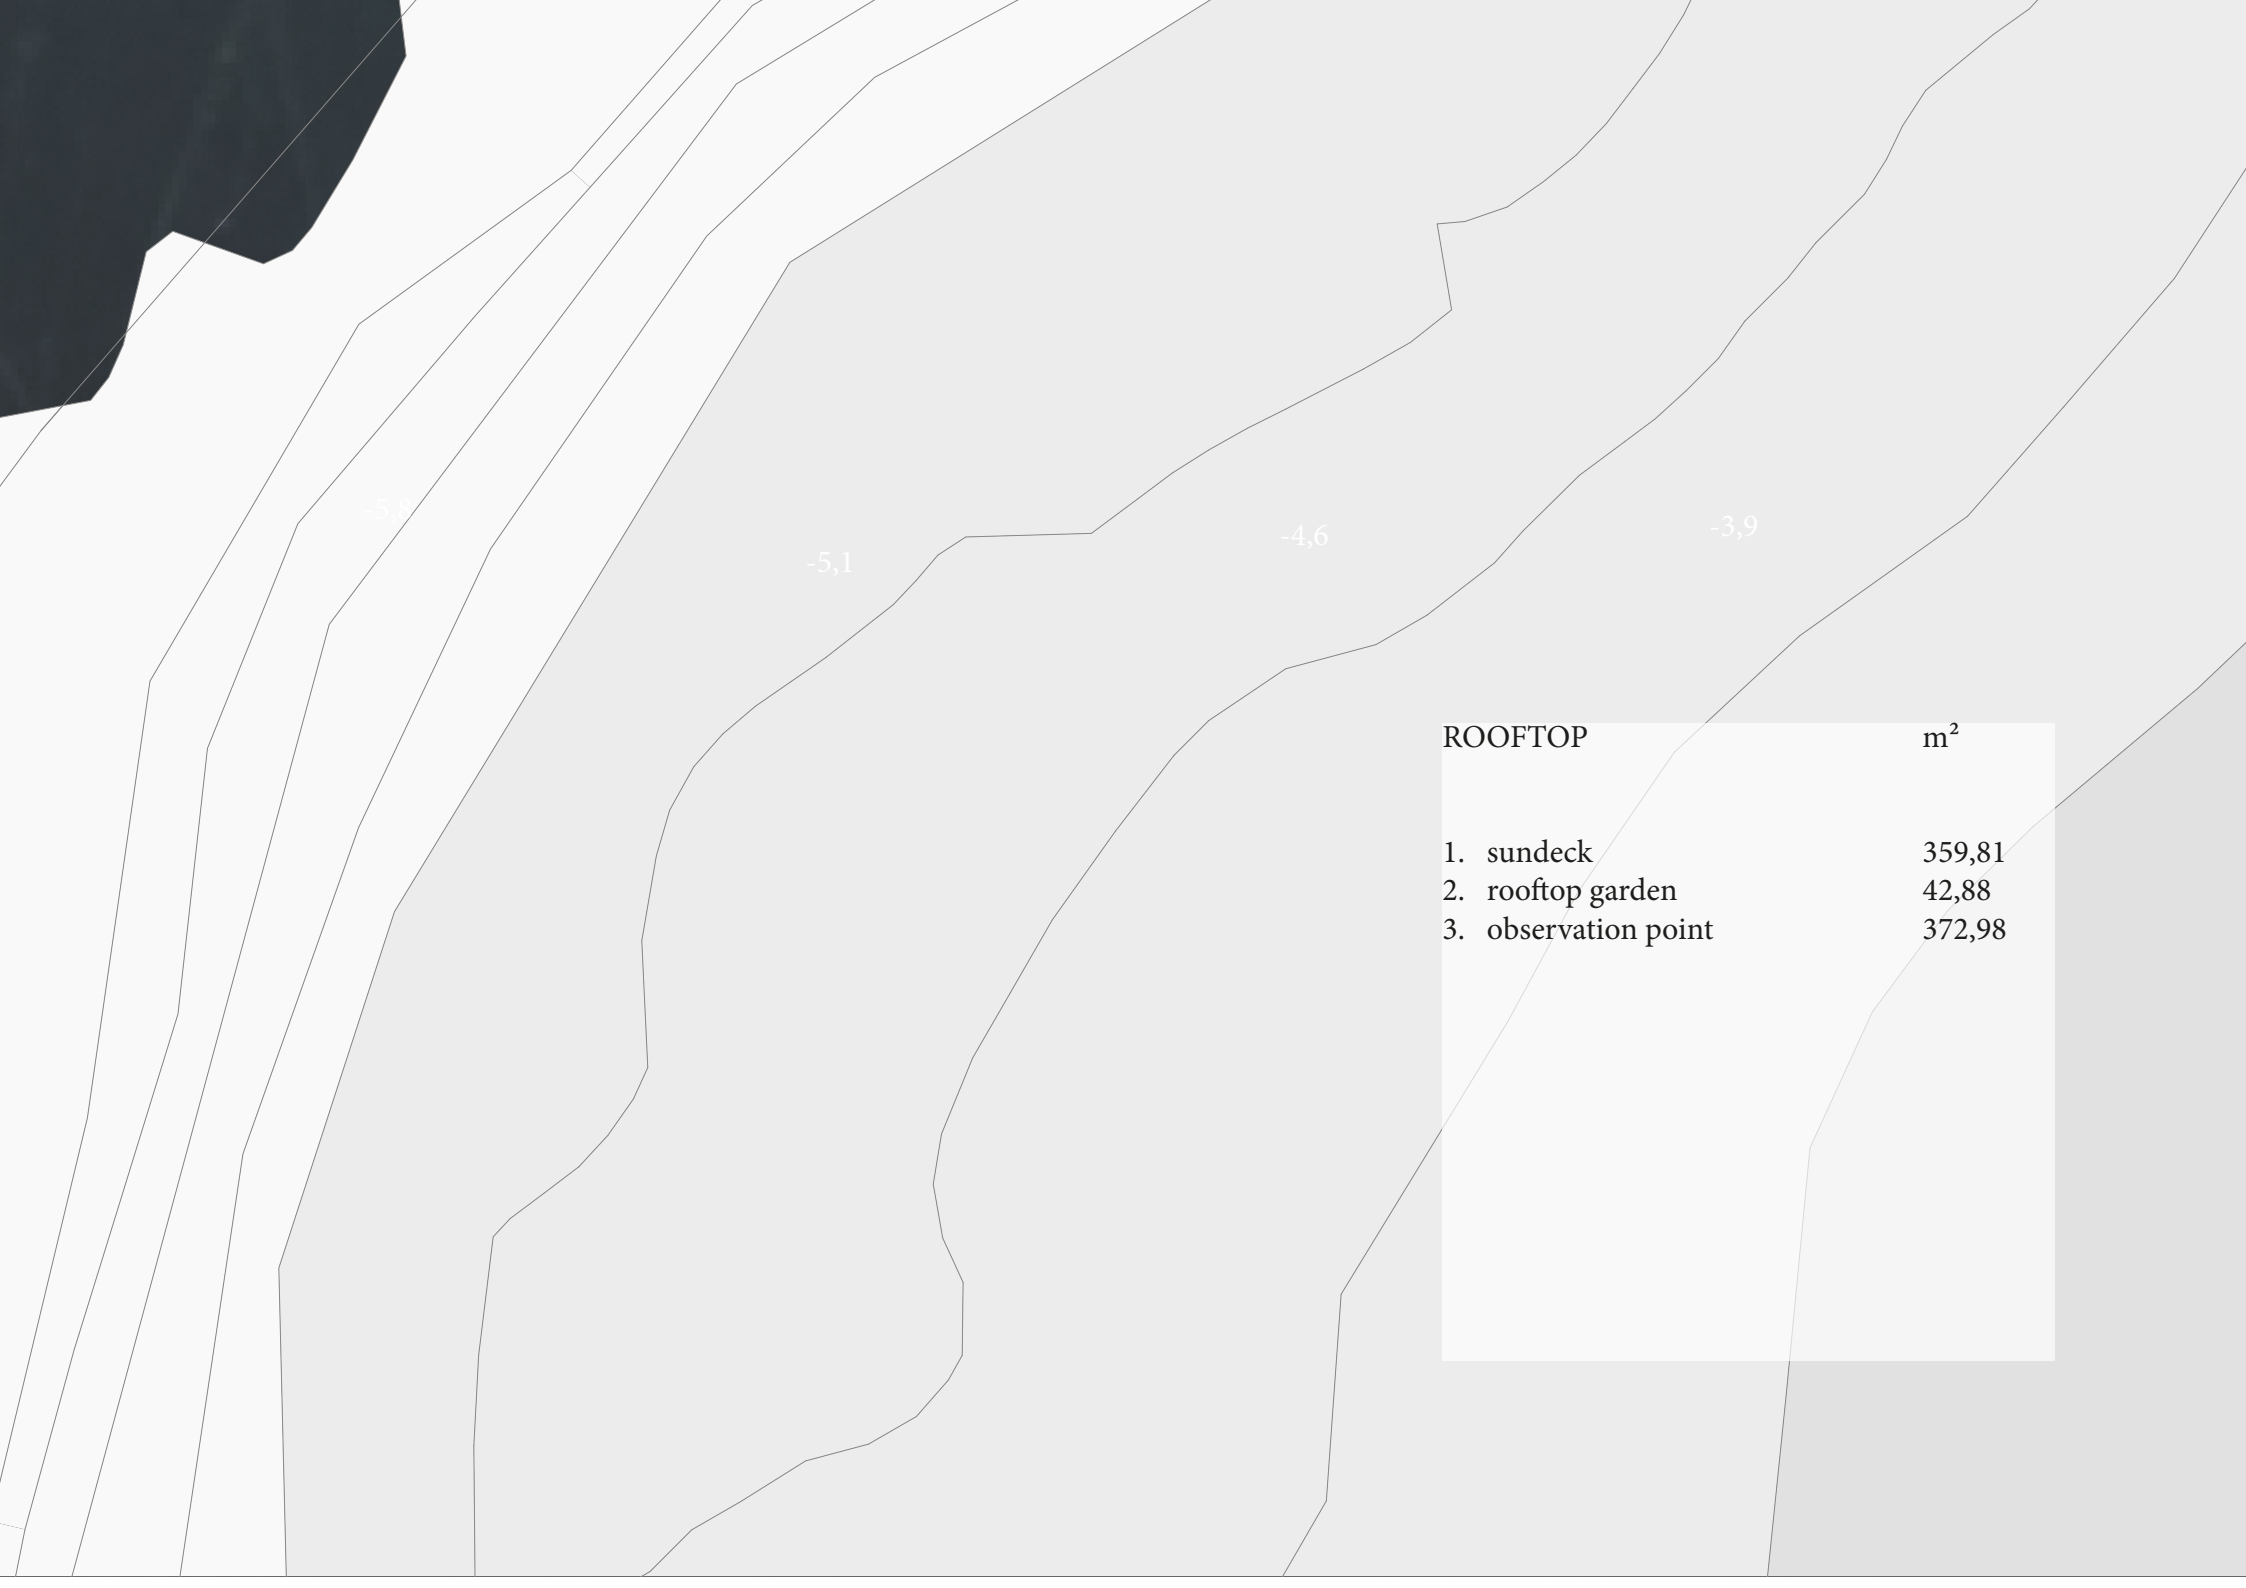 -5,8
-5,1
-4,6
-3,9
ROOFTOP m²
1. sundeck 359,81
2. rooftop garden 42,88
3. observation point 372,98